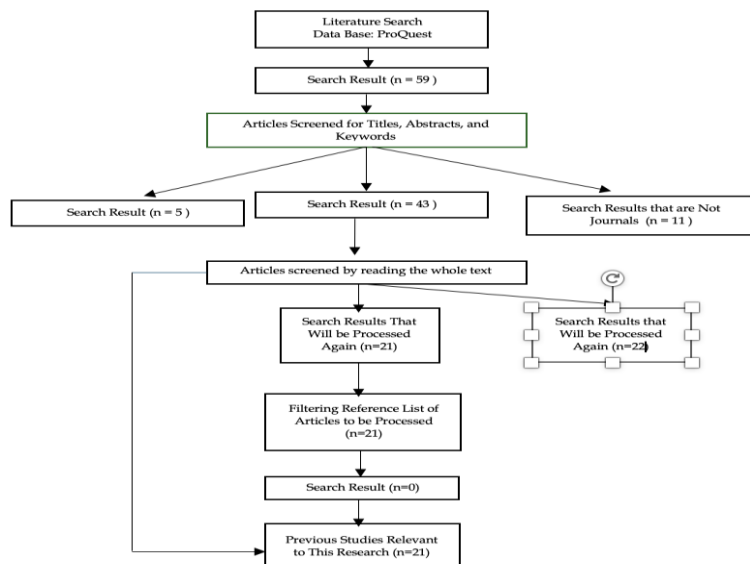 Literature Search
Data Base: ProQuest
Search Result (n = 59 )
Articles Screened for Titles, Abstracts, and
Keywords
Search Result (n = 5 )
Search Result (n = 43 )
Search Results that are Not
Journals (n = 11 )
Articles screened by reading the whole text
Search Results That
Will be Processed
Again (n=21)
Search Results that
Will be Processed
Again (n=22)
Filtering Reference List of
Articles to be Processed
(n=21)
Search Result (n=0)
Previous Studies Relevant
to This Research (n=21)